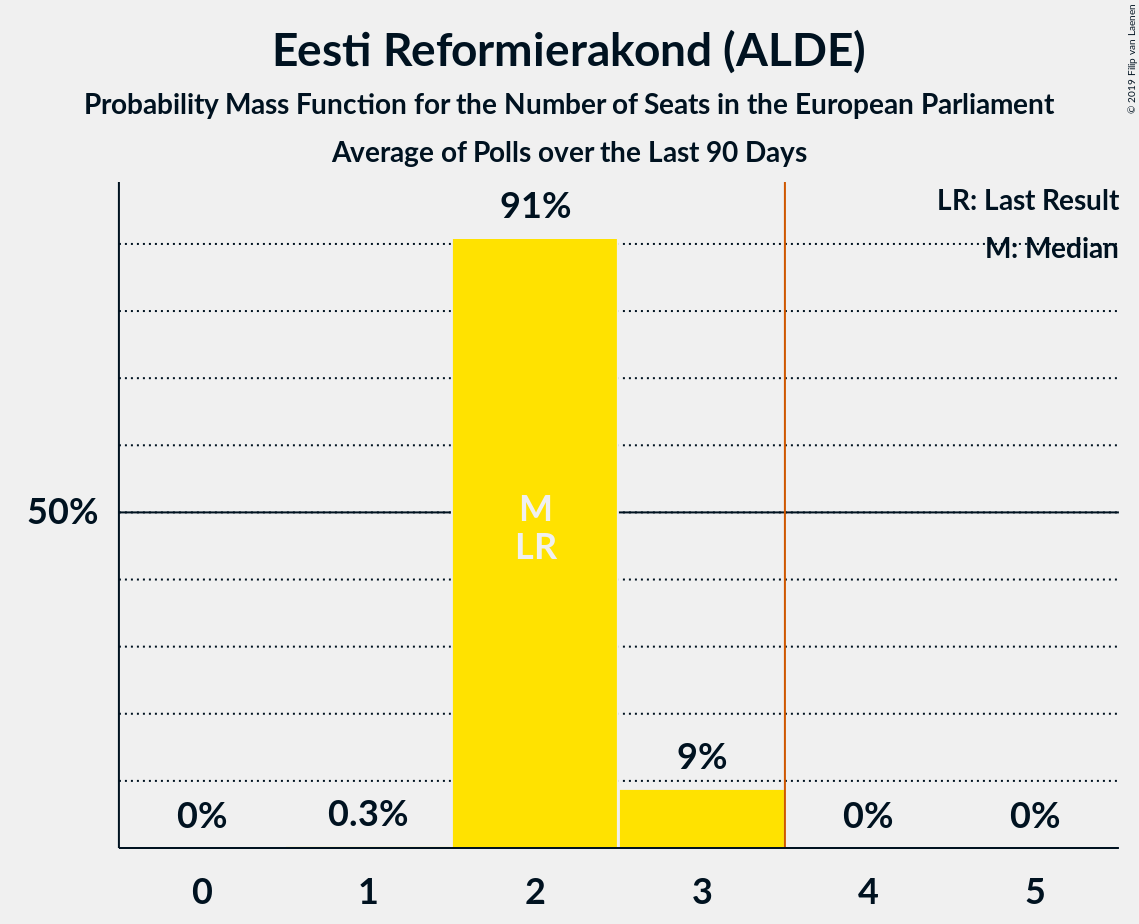 Eesti Reformierakond (ALDE)
Probability Mass Function for the Number of Seats in the European Parliament
Average of Polls over the Last 90 Days
© 2019 Filip van Laenen
LR: Last Result
M: Median
91%
50%
M
LR
9%
0%
0.3%
0%
0%
0
1
2
3
4
5